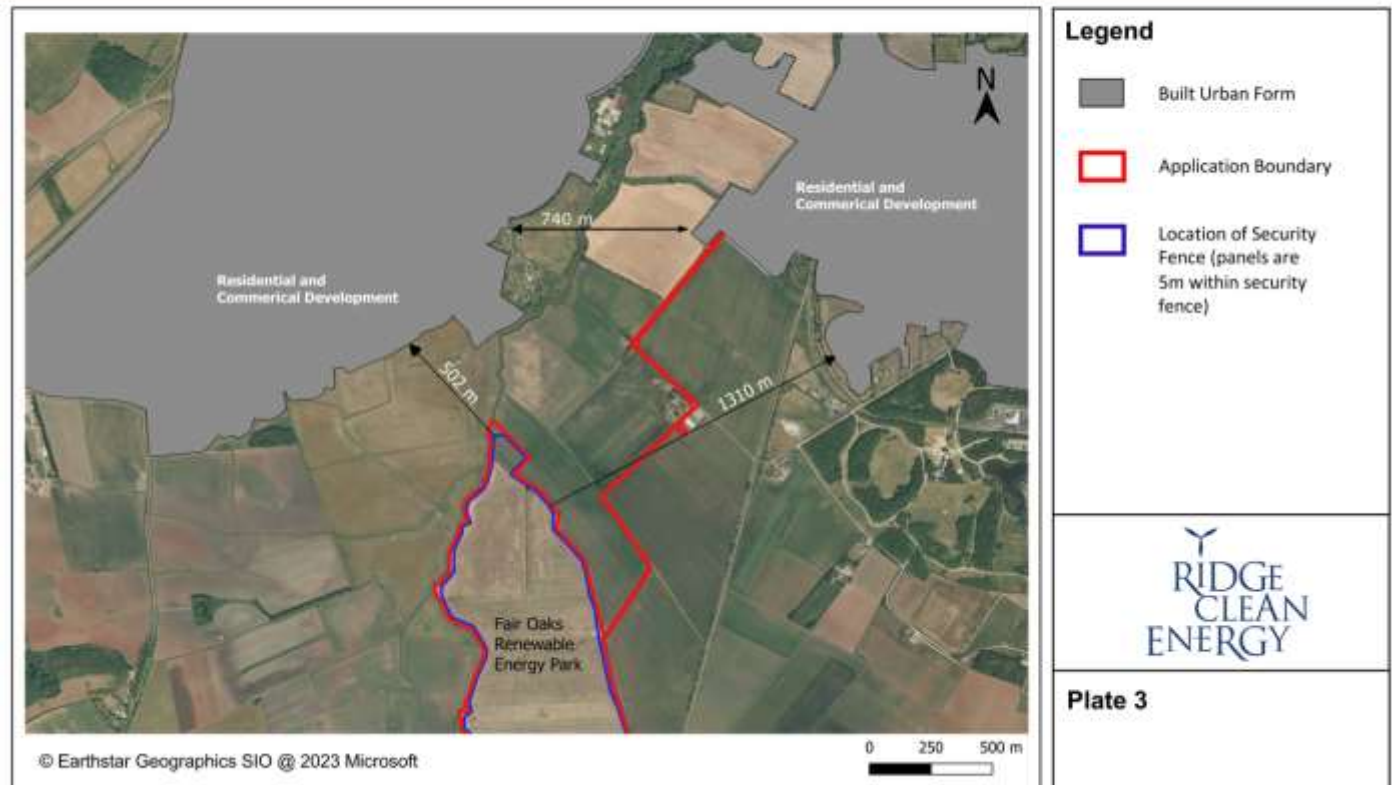 N
740 m
Residential and
Commerical Development
Residential and
Commerical Development
502 m
1310 m
Fair Oaks
Renewable
Energy Park
© Earthstar Geographics SIO @ 2023 Microsoft
0 250 500 m
Legend
Built Urban Form
Application Boundary
Location of Security
Fence (panels are
5m within security
fence)
RIDGE
CLEAN
ENERGY
Plate 3